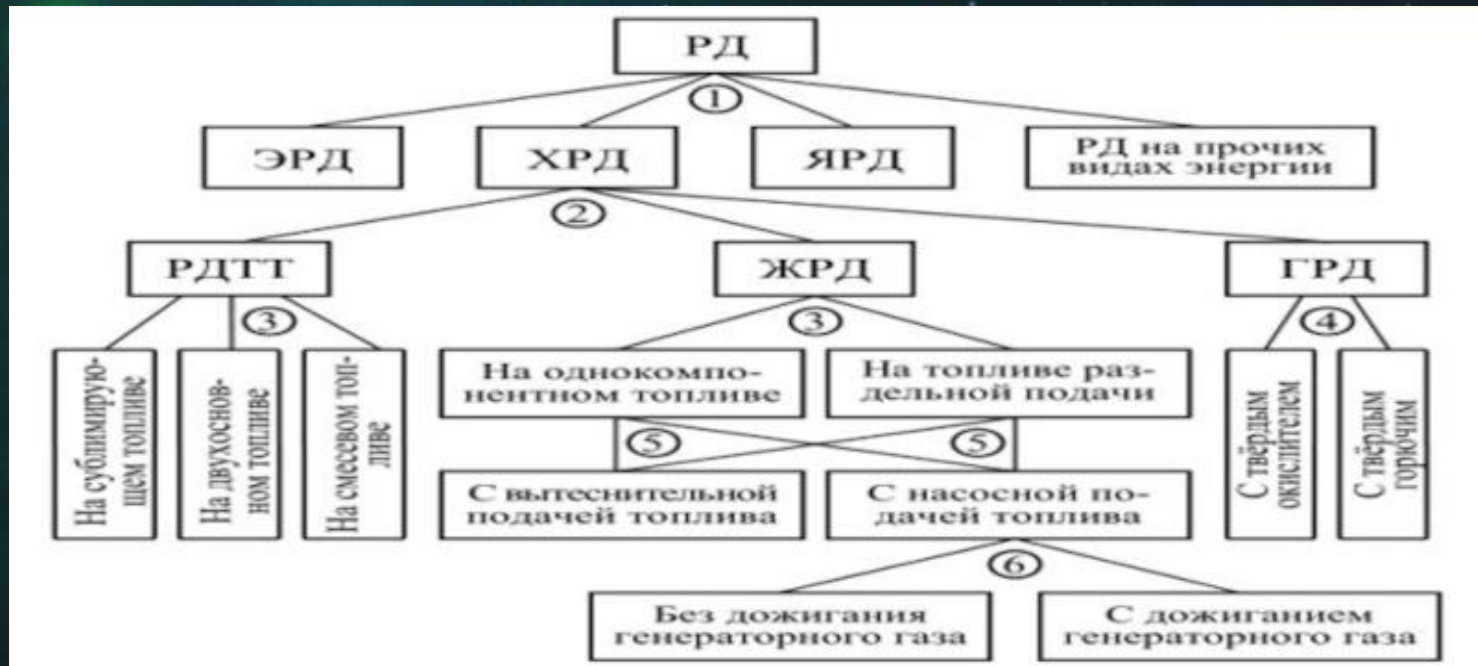 РД
①
ЭРД
ХРД
ЯРД
РД на прочих
видах энергии
②
РДТТ
ЖРД
ГРД
③
③
④
На сублимирую-
щем топливе
На двухоснов-
ном топливе
На смесевом топ-
ливе
На однокомпо-
нентном топливе
На топливе раз-
дельной подачи
С твёрдым
окислителем
С твёрдым
горючим
⑤
⑤
С вытеснительной
подачей топлива
С насосной по-
дачей топлива
⑥
Без дожигания
генераторного газа
С дожиганием
генераторного газа